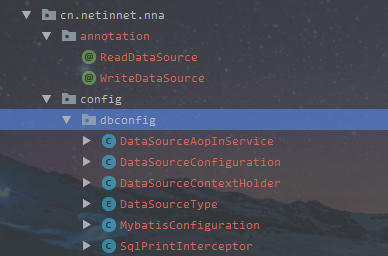 cn.netinnet.nna
annotation
ReadDataSource
WriteDataSource
config
dbconfig
DataSourceAopInService
DataSourceConfiguration
DataSourceContextHolder
DataSourceType
MybatisConfiguration
SqlPrintInterceptor